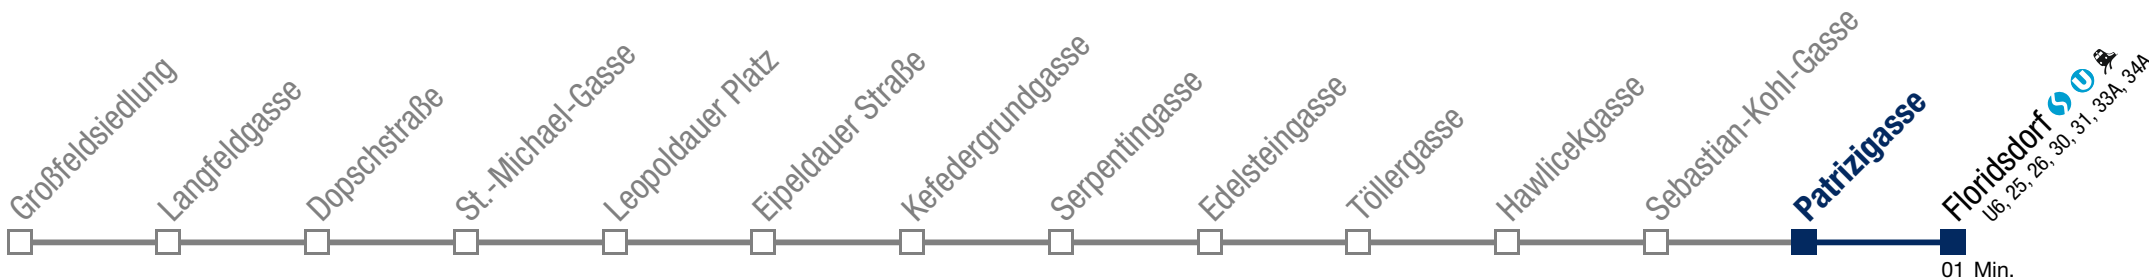 Großfeldsiedlung
Langfeldgasse
Dopschstraße
St.-Michael-Gasse
Leopoldauer Platz
Eipeldauer Straße
Kefedergrundgasse
Serpentingasse
Edelsteingasse
Töllergasse
Hawlicekgasse
Sebastian-Kohl-Gasse
Patrizigasse
Floridsdorf S U
U6, 25, 26, 30, 31, 33A, 34A
01 Min.